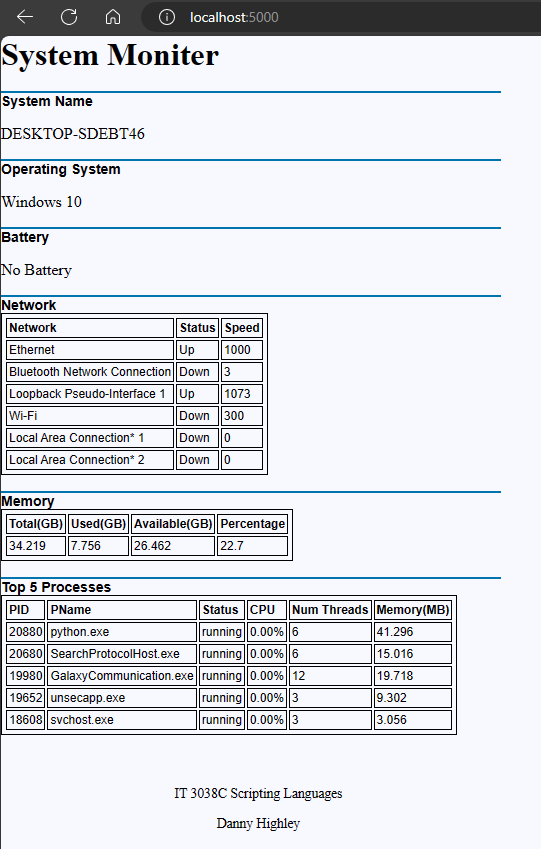 localhost:5000
System Moniter
System Name
DESKTOP-SDEBT46
Operating System
Windows 10
Battery
No Battery
Network
Network Status Speed
Ethernet Up 1000
Bluetooth Network Connection Down 3
Loopback Pseudo-Interface 1 Up 1073
Wi-Fi Down 300
Local Area Connection* 1 Down 0
Local Area Connection* 2 Down 0
Memory
Total(GB) Used(GB) Available(GB) Percentage
34.219 7.756 26.462 22.7
Top 5 Processes
PID PName Status CPU Num Threads Memory(MB)
20880 python.exe running 0.00% 6 41.296
20680 SearchProtocolHost.exe running 0.00% 6 15.016
19980 GalaxyCommunication.exe running 0.00% 12 19.718
19652 unsecapp.exe running 0.00% 3 9.302
18608 svchost.exe running 0.00% 3 3.056
IT 3038C Scripting Languages
Danny Highley